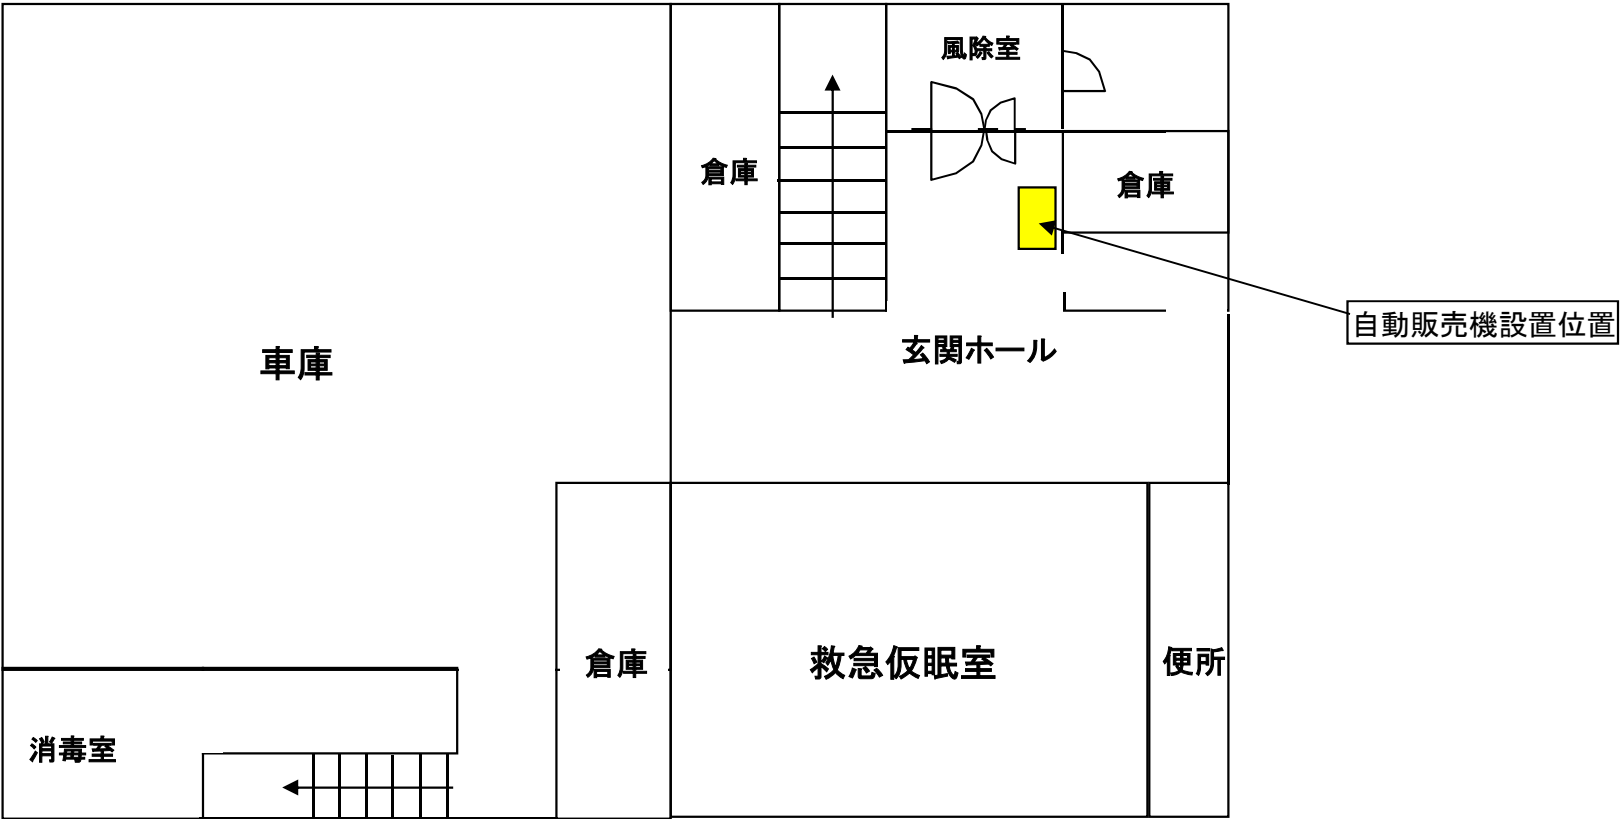 風除室
倉庫
倉庫
自動販売機設置位置
玄関ホール
車庫
倉庫
救急仮眠室
便所
消毒室